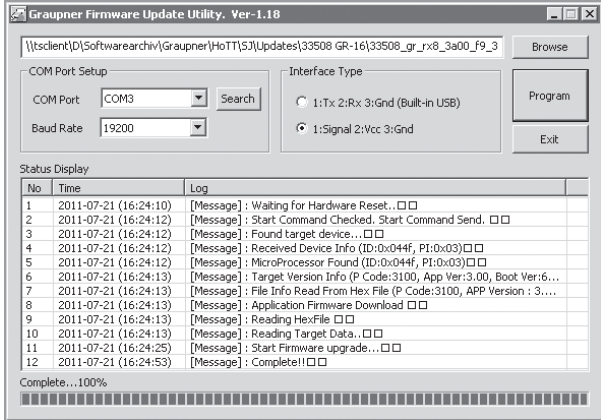 Graupner Firmware Update Utility. Ver-1.18
\\tsclient\D\Softwarearchiv\Graupner\HoTT\SJ\Updates\33508 GR-16\33508_gr_rx8_3a00_f9_3
Browse
COM Port Setup
COM Port COM3 Search
Baud Rate 19200
Interface Type
1:Tx 2:Rx 3:Gnd (Built-in USB)
1:Signal 2:Vcc 3:Gnd
Program
Exit
Status Display
No Time Log
1 2011-07-21 (16:24:10) [Message] : Waiting for Hardware Reset..□□
2 2011-07-21 (16:24:12) [Message] : Start Command Checked. Start Command Send. □□
3 2011-07-21 (16:24:12) [Message] : Found target device...□□
4 2011-07-21 (16:24:12) [Message] : Received Device Info (ID:0x044f, PI:0x03)□□
5 2011-07-21 (16:24:12) [Message] : MicroProcessor Found (ID:0x044f, PI:0x03)□□
6 2011-07-21 (16:24:13) [Message] : Target Version Info (P Code:3100, App Ver:3.00, Boot Ver:6...
7 2011-07-21 (16:24:13) [Message] : File Info Read From Hex File (P Code:3100, APP Version : 3....
8 2011-07-21 (16:24:13) [Message] : Application Firmware Download □□
9 2011-07-21 (16:24:13) [Message] : Reading HexFile □□
10 2011-07-21 (16:24:13) [Message] : Reading Target Data..□□
11 2011-07-21 (16:24:25) [Message] : Start Firmware upgrade...□□
12 2011-07-21 (16:24:53) [Message] : Complete!!□□
Complete...100%